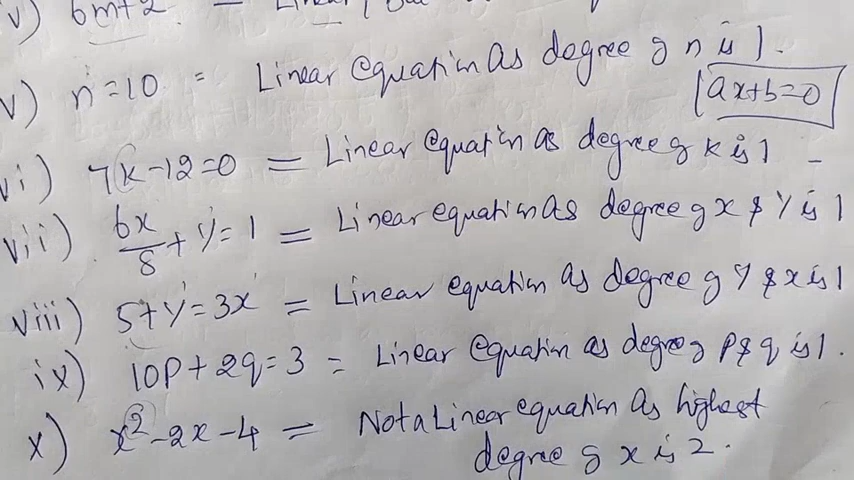 v) 6m+2 = Linear,
v) n=10 = Linear equation as degree of n is 1.
|ax+b=0
vi) 7k-12=0 = Linear equation as degree of k is 1
vii) 6x/8 + y = 1 = Linear equation as degree of x & y is 1
viii) 5+y=3x = Linear equation as degree of y & x is 1
ix) 10p+2q=3 = Linear equation as degree of p & q is 1.
x) x²-2x-4 = Not a Linear equation as highest
degree of x is 2.